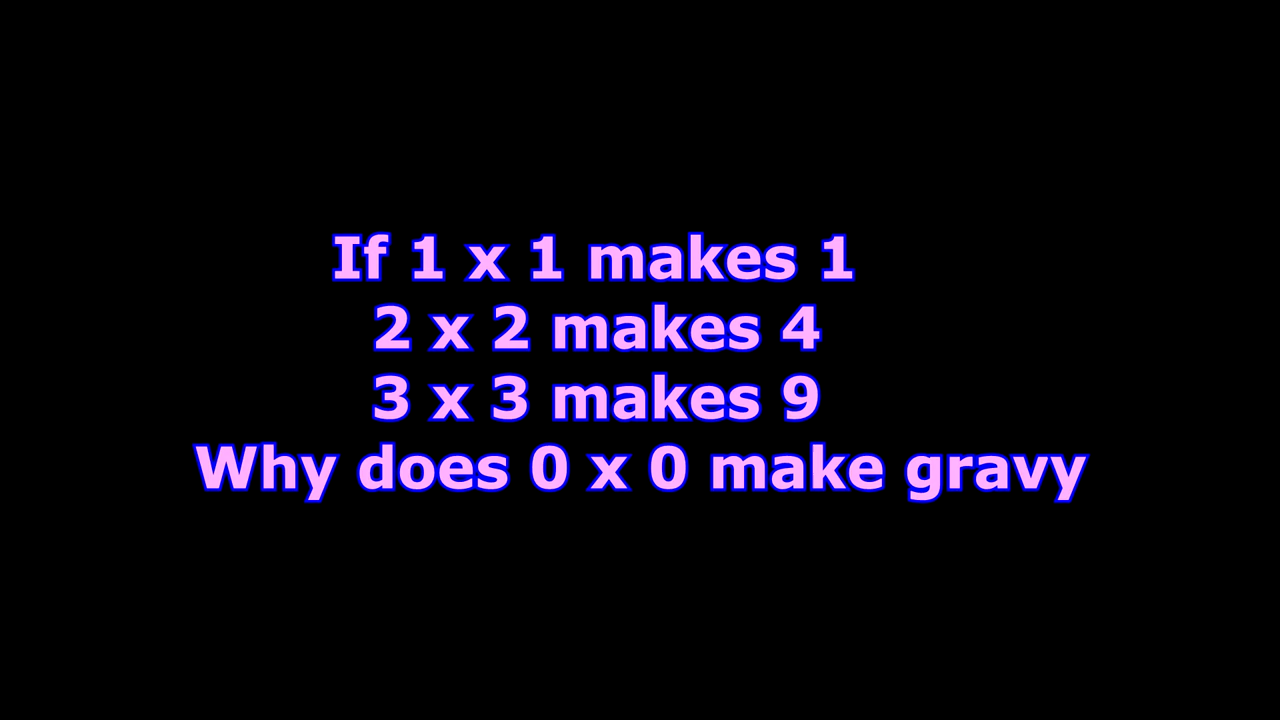 If 1 x 1 makes 1
2 x 2 makes 4
3 x 3 makes 9
Why does 0 x 0 make gravy